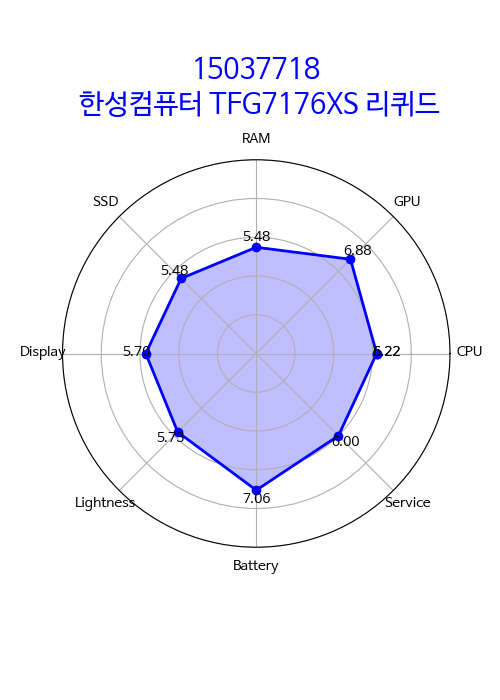 15037718
한성컴퓨터 TFG7176XS 리퀴드
RAM
SSD
GPU
5.48
6.88
5.48
Display
5.70
6.22
CPU
5.73
6.00
Lightness
7.06
Service
Battery